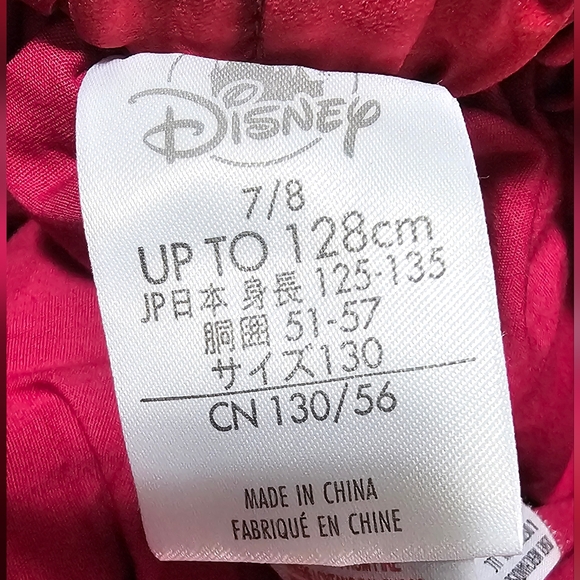 DISNEY
7/8
UP TO 128cm
JP日本 身長 125-135
胴囲 51-57
サイズ130
CN 130/56
MADE IN CHINA
FABRIQUÉ EN CHINE